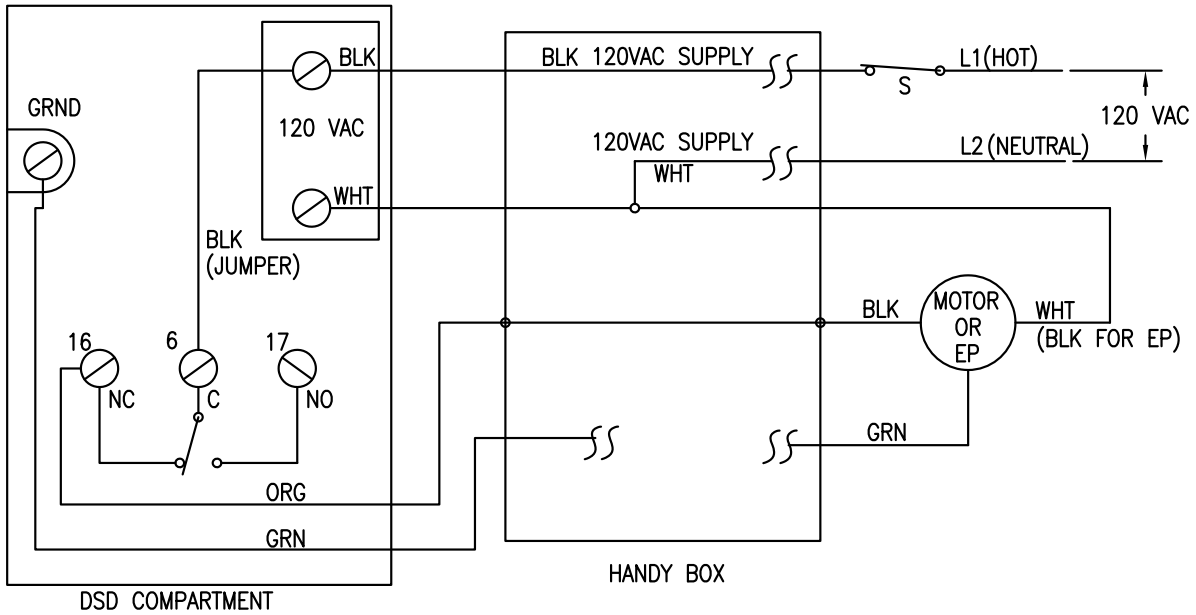 BLK
BLK 120VAC SUPPLY
L1(HOT)
S
GRND
120 VAC
120 VAC
120VAC SUPPLY
L2(NEUTRAL)
WHT
WHT
BLK
(JUMPER)
BLK
MOTOR
OR
EP
WHT
(BLK FOR EP)
16
6
17
NC
C
NO
GRN
ORG
GRN
HANDY BOX
DSD COMPARTMENT